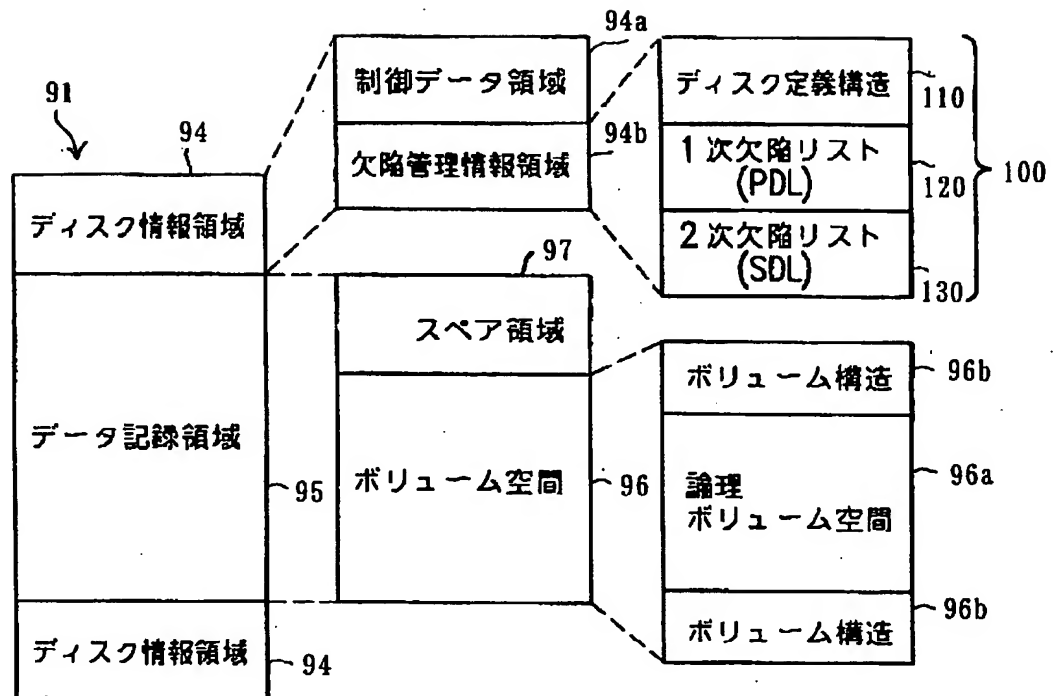 91
94
ディスク情報領域
データ記録領域
95
ディスク情報領域
94
94a
制御データ領域
94b
欠陥管理情報領域
97
スペア領域
ボリューム空間
96
ディスク定義構造
110
1次欠陥リスト
(PDL)
120
2次欠陥リスト
(SDL)
130
100
ボリューム構造
96b
論理
ボリューム空間
96a
ボリューム構造
96b